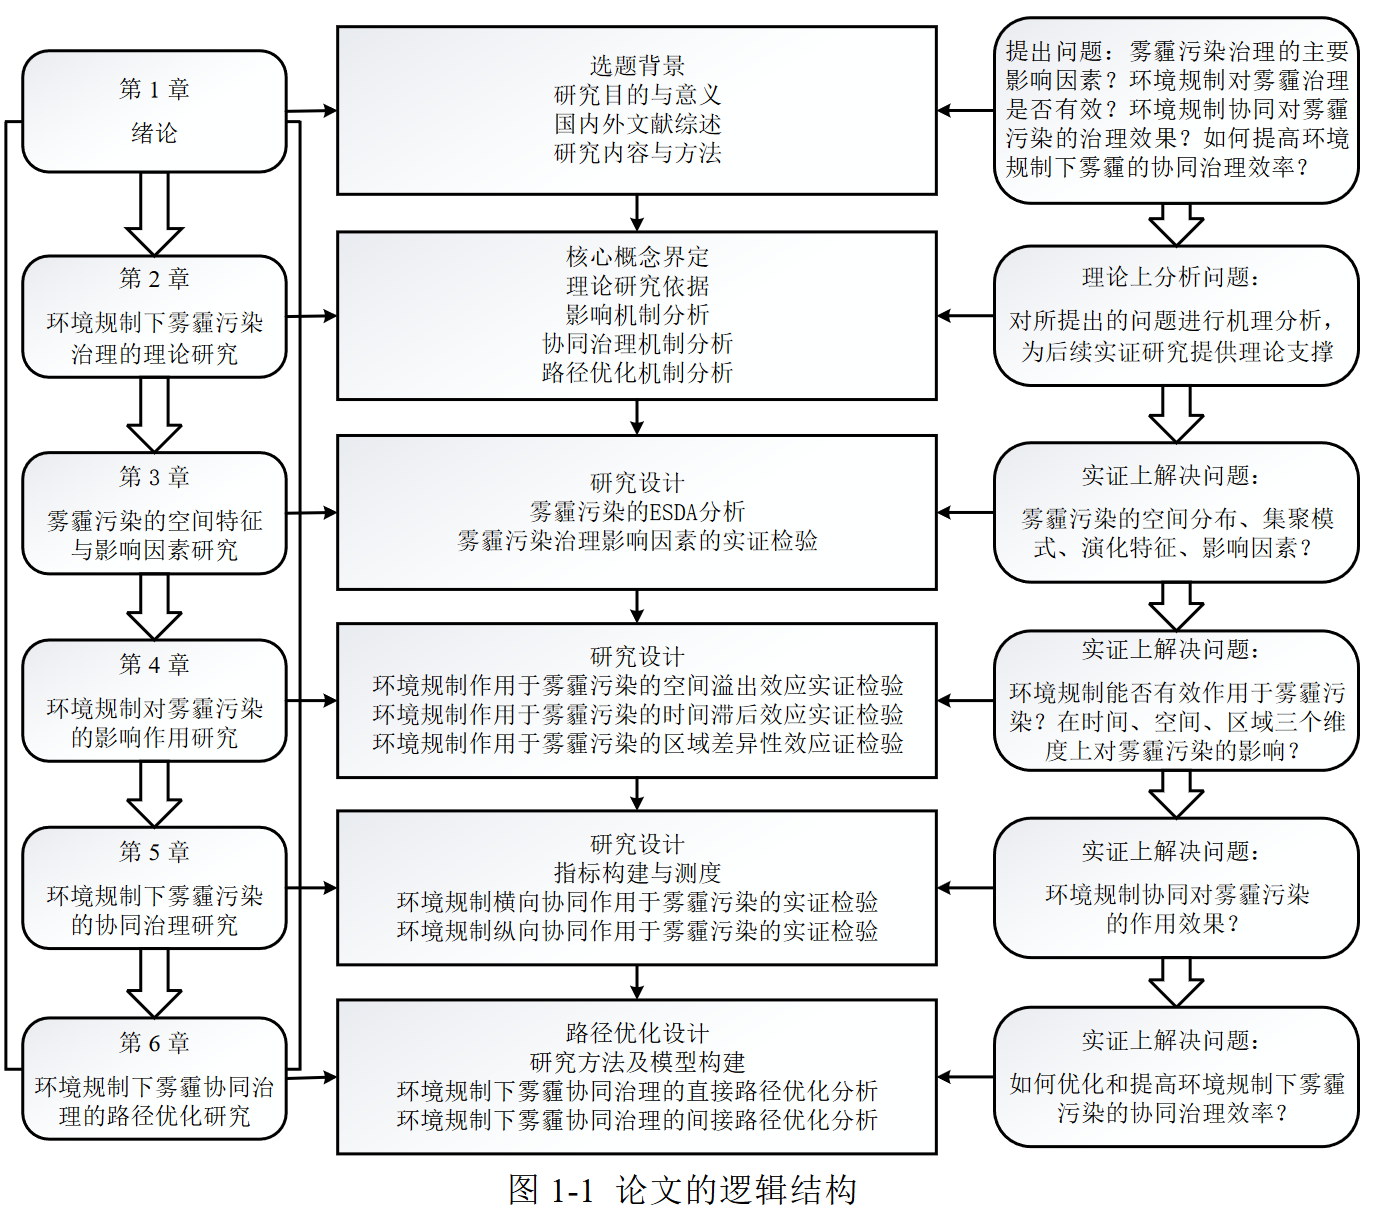 第 1 章
绪论
选题背景
研究目的与意义
国内外文献综述
研究内容与方法
提出问题：雾霾污染治理的主要
影响因素？环境规制对雾霾治理
是否有效？环境规制协同对雾霾
污染的治理效果？如何提高环境
规制下雾霾的协同治理效率？
第 2 章
环境规制下雾霾污染
治理的理论研究
核心概念界定
理论研究依据
影响机制分析
协同治理机制分析
路径优化机制分析
理论上分析问题：
对所提出的问题进行机理分析，
为后续实证研究提供理论支撑
第 3 章
雾霾污染的空间特征
与影响因素研究
研究设计
雾霾污染的ESDA分析
雾霾污染治理影响因素的实证检验
实证上解决问题：
雾霾污染的空间分布、集聚模
式、演化特征、影响因素？
第 4 章
环境规制对雾霾污染
的影响作用研究
研究设计
环境规制作用于雾霾污染的空间溢出效应实证检验
环境规制作用于雾霾污染的时间滞后效应实证检验
环境规制作用于雾霾污染的区域差异性效应证检验
实证上解决问题：
环境规制能否有效作用于雾霾污
染？在时间、空间、区域三个维
度上对雾霾污染的影响？
第 5 章
环境规制下雾霾污染
的协同治理研究
研究设计
指标构建与测度
环境规制横向协同作用于雾霾污染的实证检验
环境规制纵向协同作用于雾霾污染的实证检验
实证上解决问题：
环境规制协同对雾霾污染
的作用效果？
第 6 章
环境规制下雾霾协同治
理的路径优化研究
路径优化设计
研究方法及模型构建
环境规制下雾霾协同治理的直接路径优化分析
环境规制下雾霾协同治理的间接路径优化分析
实证上解决问题：
如何优化和提高环境规制下雾霾
污染的协同治理效率？
图 1-1 论文的逻辑结构